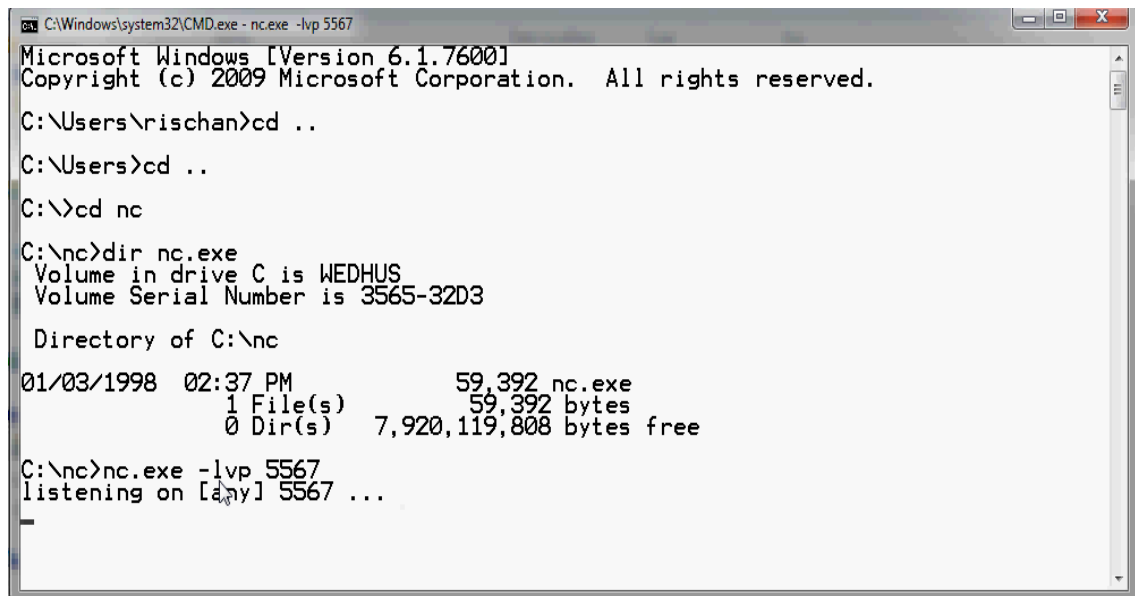 C:\Windows\system32\CMD.exe - nc.exe -lvp 5567
Microsoft Windows [Version 6.1.7600]
Copyright (c) 2009 Microsoft Corporation.  All rights reserved.
C:\Users\rischan>cd ..
C:\Users>cd ..
C:\>cd nc
C:\nc>dir nc.exe
 Volume in drive C is WEDHUS
 Volume Serial Number is 3565-32D3
 Directory of C:\nc
01/03/1998  02:37 PM            59,392 nc.exe
               1 File(s)         59,392 bytes
               0 Dir(s)   7,920,119,808 bytes free
C:\nc>nc.exe -lvp 5567
listening on [any] 5567 ...